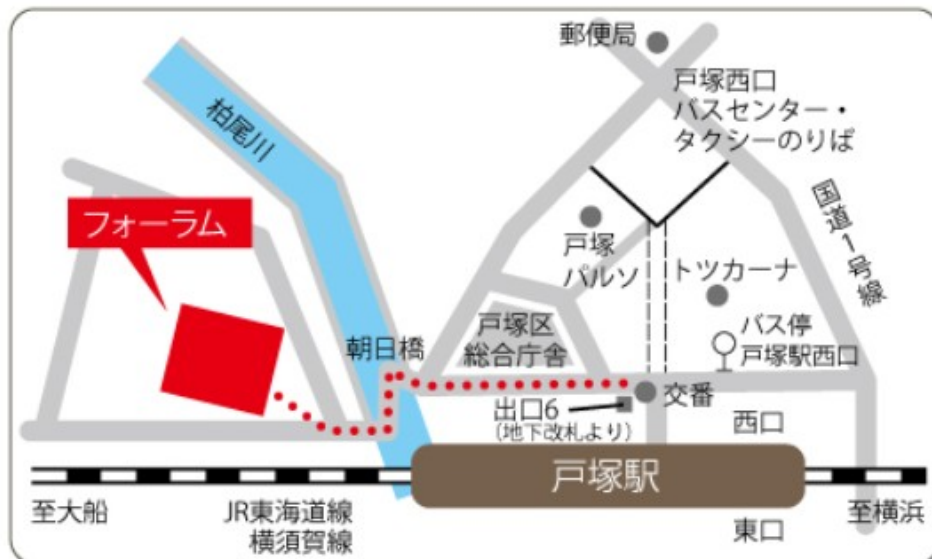 郵便局
戸塚西口
バスセンター・
タクシーのりば
柏尾川
国道1号線
フォーラム
戸塚
パルソ
トツカーナ
戸塚区
総合庁舎
バス停
戸塚駅西口
朝日橋
交番
出口6
(地下改札より)
西口
戸塚駅
至大船
JR東海道線
横須賀線
至横浜
東口